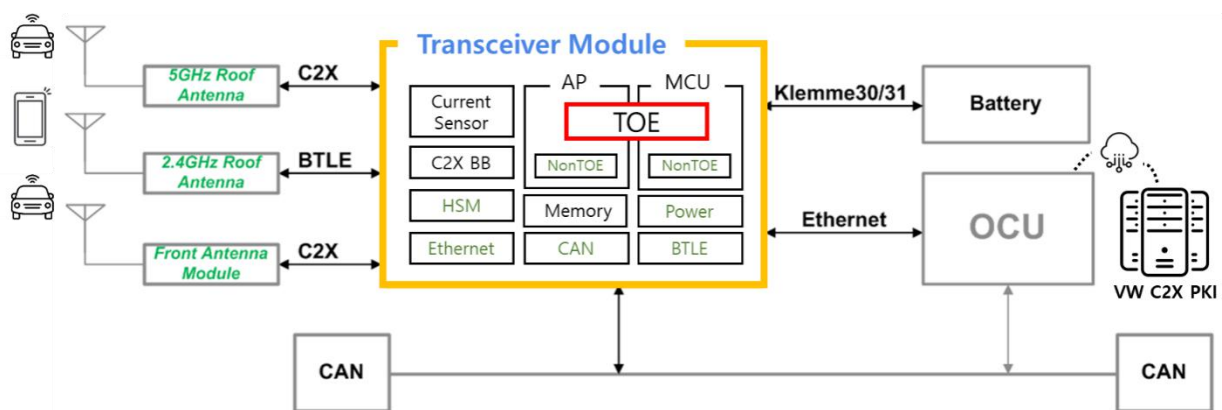 Transceiver Module
5GHz Roof
Antenna
C2X
2.4GHz Roof
Antenna
BTLE
Front Antenna
Module
C2X
Current
Sensor
C2X BB
HSM
Ethernet
AP
MCU
TOE
NonTOE
NonTOE
Memory
Power
CAN
BTLE
Klemme30/31
Battery
Ethernet
OCU
VW C2X PKI
CAN
CAN